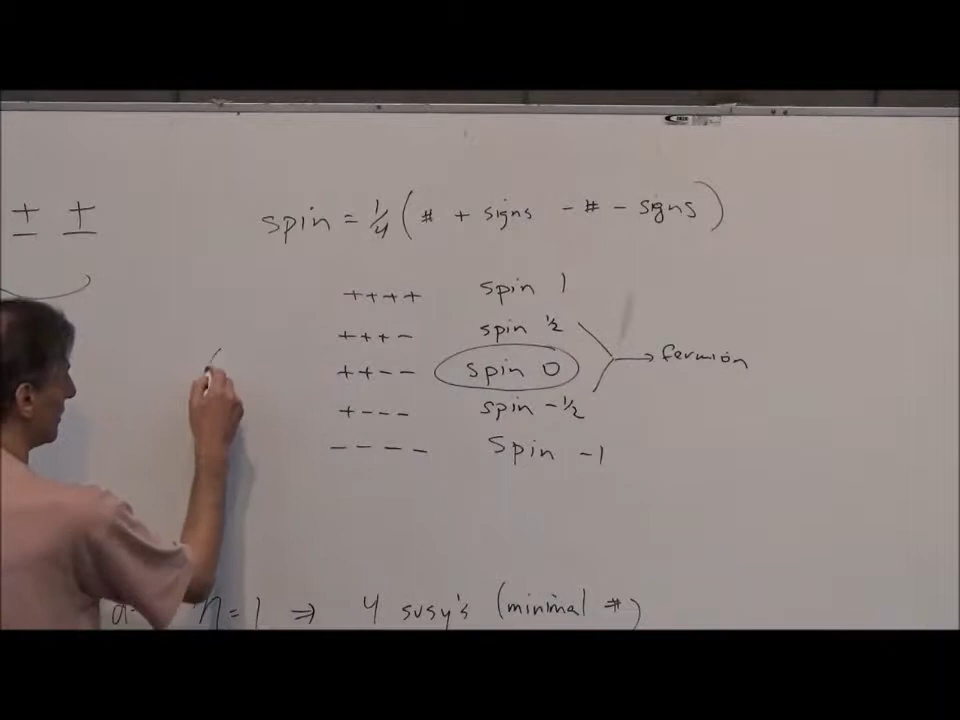 ± ±
spin = 1/4 ( # + signs - # - signs )
++++ spin 1
+++- spin 1/2
++-- spin 0
→ fermion
+--- spin -1/2
---- Spin -1
n=1 ⇒ 4 susy's (minimal #)